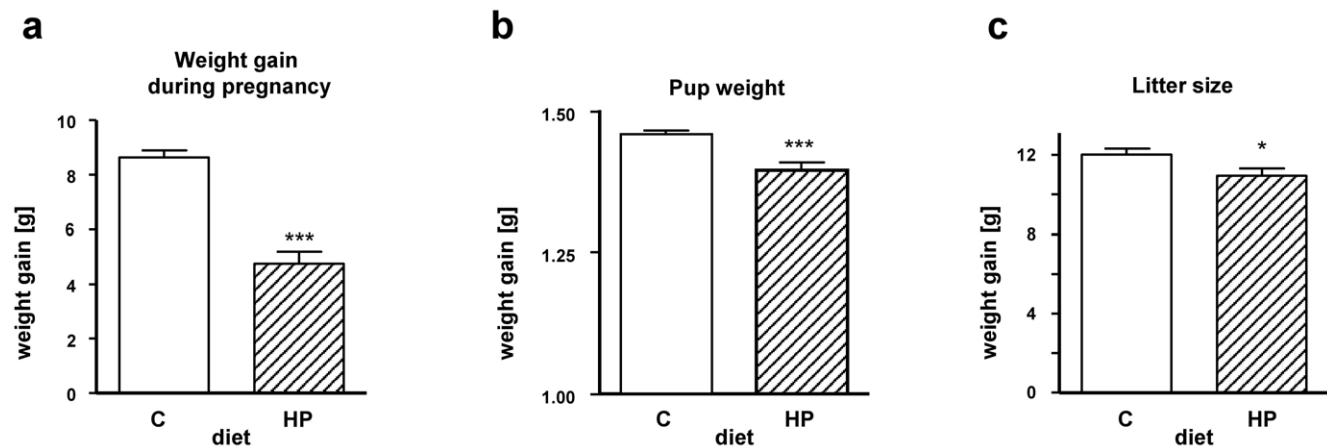 a
Weight gain
during pregnancy
10
8
6
4
2
0
weight gain [g]
***
C
HP
diet
b
Pup weight
1.50
1.25
1.00
weight gain [g]
***
C
HP
diet
c
Litter size
12
8
4
0
weight gain [g]
*
C
HP
diet